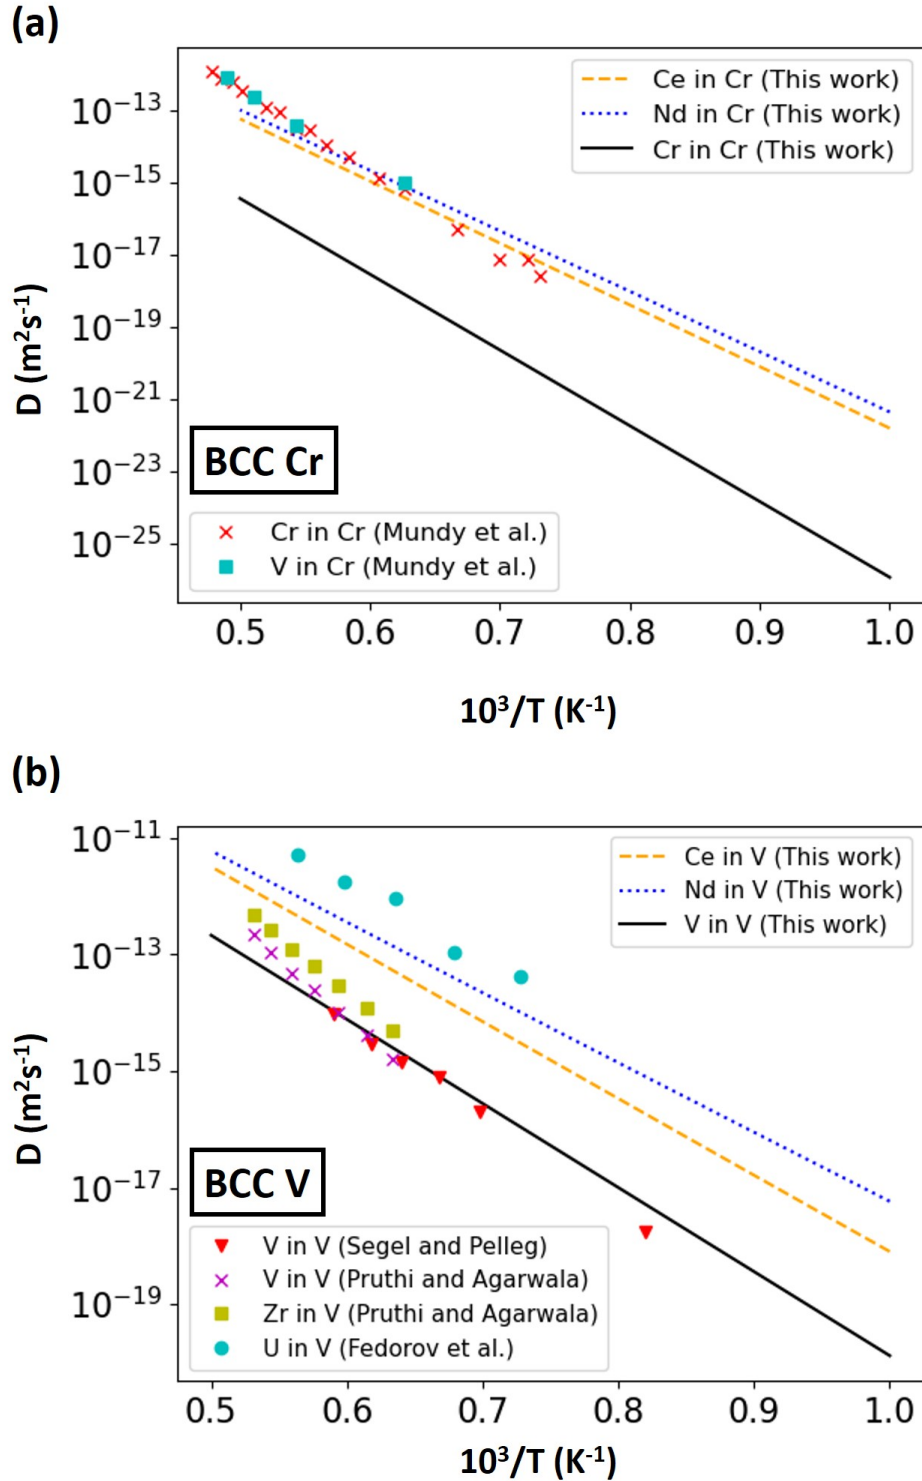 (a)
Ce in Cr (This work)
Nd in Cr (This work)
Cr in Cr (This work)
10⁻¹³
10⁻¹⁵
10⁻¹⁷
10⁻¹⁹
10⁻²¹
10⁻²³
10⁻²⁵
D (m²s⁻¹)
BCC Cr
Cr in Cr (Mundy et al.)
V in Cr (Mundy et al.)
0.5 0.6 0.7 0.8 0.9 1.0
10³/T (K⁻¹)
(b)
Ce in V (This work)
Nd in V (This work)
V in V (This work)
10⁻¹¹
10⁻¹³
10⁻¹⁵
10⁻¹⁷
10⁻¹⁹
D (m²s⁻¹)
BCC V
V in V (Segel and Pelleg)
V in V (Pruthi and Agarwala)
Zr in V (Pruthi and Agarwala)
U in V (Fedorov et al.)
0.5 0.6 0.7 0.8 0.9 1.0
10³/T (K⁻¹)